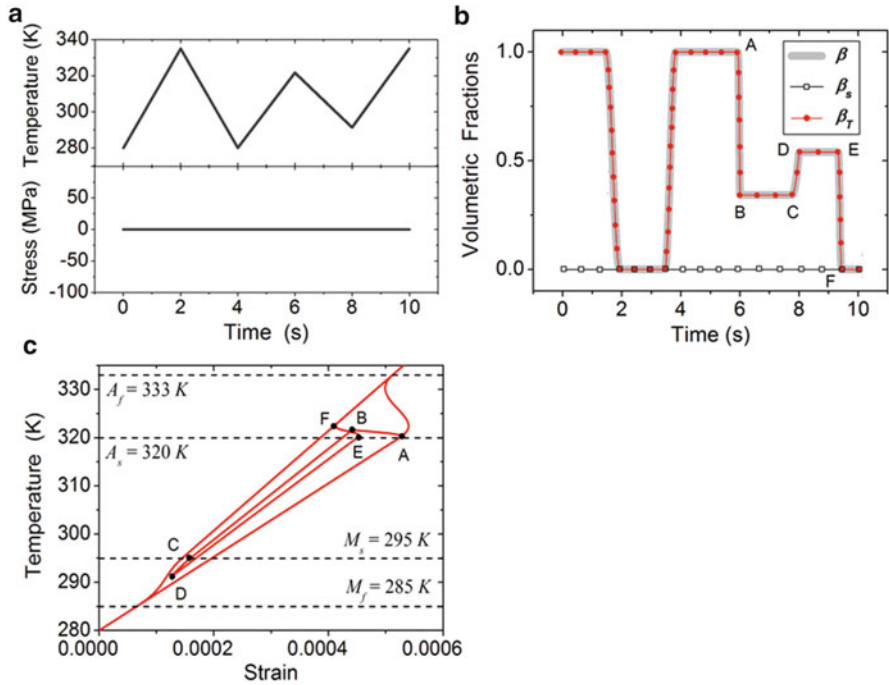 a
Temperature (K)
340
320
300
280
Stress (MPa)
50
0
-50
-100
0 2 4 6 8 10
Time (s)
b
Volumetric Fractions
1.0
0.5
0.0
A
B
C
D
E
F
β
βs
βT
0 2 4 6 8 10
Time (s)
c
Temperature (K)
330
320
310
300
290
280
Af = 333 K
As = 320 K
Ms = 295 K
Mf = 285 K
F
B
E
A
C
D
0.0000 0.0002 0.0004 0.0006
Strain